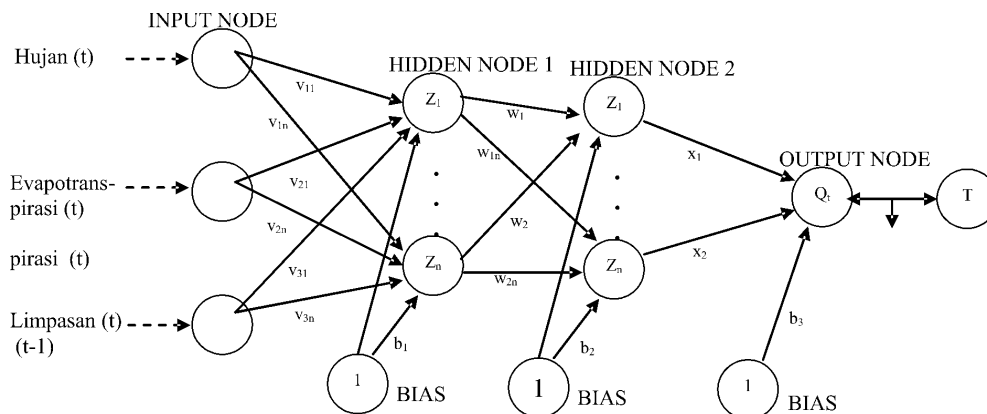 INPUT NODE
Hujan (t)
HIDDEN NODE 1
HIDDEN NODE 2
v11
Z1
w1
Z1
v1n
w1n
x1
OUTPUT NODE
Evapotrans-
pirasi (t)
v21
.
.
.
.
.
.
w2
Qt
T
v2n
pirasi (t)
v31
Zn
w2n
Zn
x2
Limpasan (t)
(t-1)
v3n
b1
b2
b3
1
BIAS
1
BIAS
1
BIAS